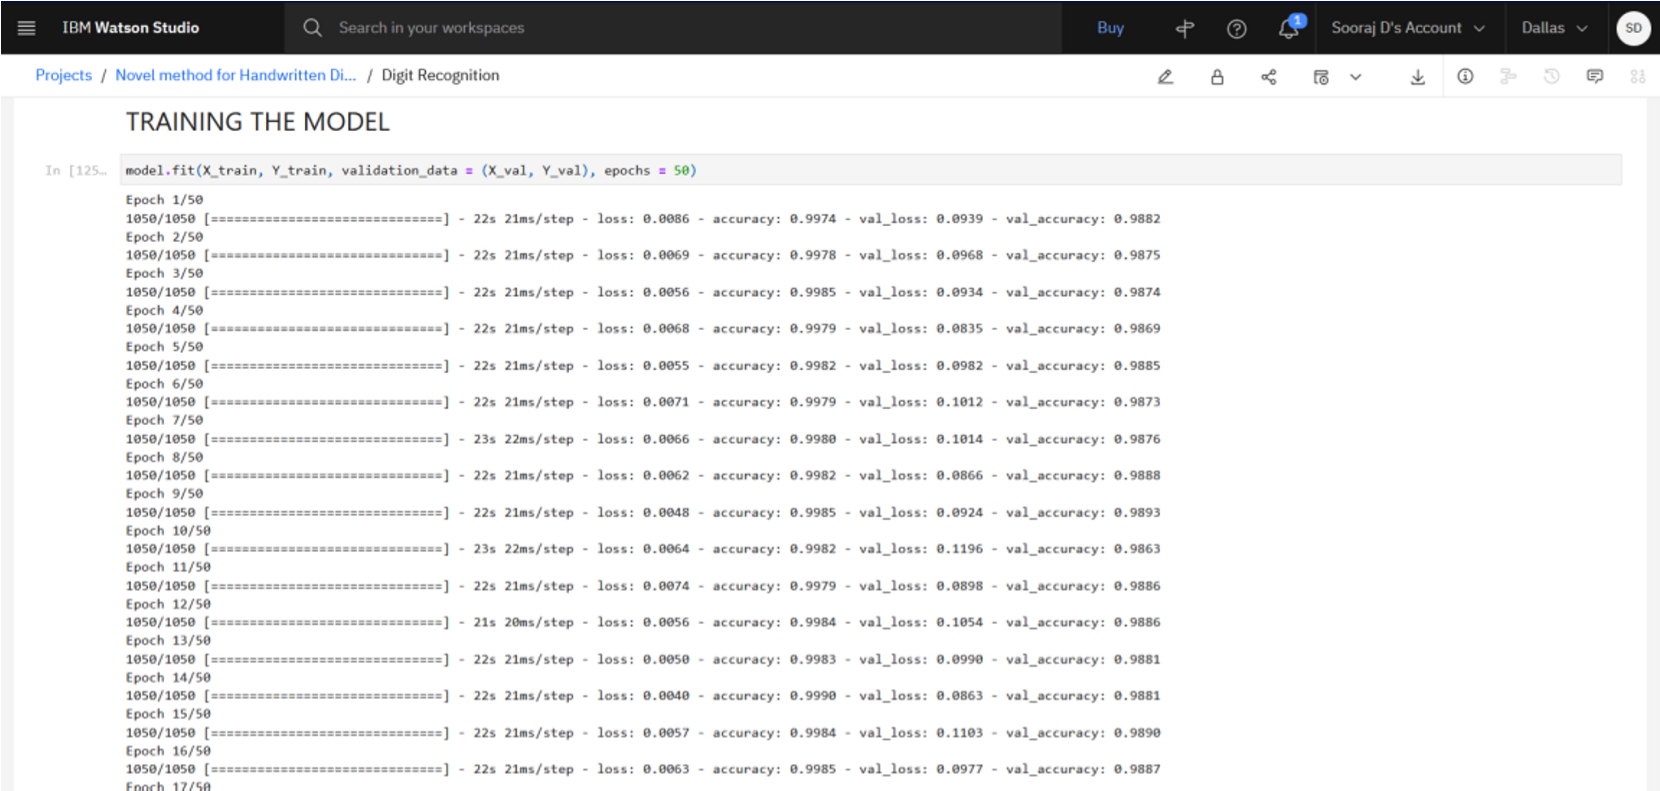 IBM Watson Studio
Search in your workspaces
Buy
1
Sooraj D's Account
Dallas
SD
Projects / Novel method for Handwritten Di... / Digit Recognition
TRAINING THE MODEL
In [125...
model.fit(X_train, Y_train, validation_data = (X_val, Y_val), epochs = 50)
Epoch 1/50
1050/1050 [==============================] - 22s 21ms/step - loss: 0.0086 - accuracy: 0.9974 - val_loss: 0.0939 - val_accuracy: 0.9882
Epoch 2/50
1050/1050 [==============================] - 22s 21ms/step - loss: 0.0069 - accuracy: 0.9978 - val_loss: 0.0968 - val_accuracy: 0.9875
Epoch 3/50
1050/1050 [==============================] - 22s 21ms/step - loss: 0.0056 - accuracy: 0.9985 - val_loss: 0.0934 - val_accuracy: 0.9874
Epoch 4/50
1050/1050 [==============================] - 22s 21ms/step - loss: 0.0068 - accuracy: 0.9979 - val_loss: 0.0835 - val_accuracy: 0.9869
Epoch 5/50
1050/1050 [==============================] - 22s 21ms/step - loss: 0.0055 - accuracy: 0.9982 - val_loss: 0.0982 - val_accuracy: 0.9885
Epoch 6/50
1050/1050 [==============================] - 22s 21ms/step - loss: 0.0071 - accuracy: 0.9979 - val_loss: 0.1012 - val_accuracy: 0.9873
Epoch 7/50
1050/1050 [==============================] - 23s 22ms/step - loss: 0.0066 - accuracy: 0.9980 - val_loss: 0.1014 - val_accuracy: 0.9876
Epoch 8/50
1050/1050 [==============================] - 22s 21ms/step - loss: 0.0062 - accuracy: 0.9982 - val_loss: 0.0866 - val_accuracy: 0.9888
Epoch 9/50
1050/1050 [==============================] - 22s 21ms/step - loss: 0.0048 - accuracy: 0.9985 - val_loss: 0.0924 - val_accuracy: 0.9893
Epoch 10/50
1050/1050 [==============================] - 23s 22ms/step - loss: 0.0064 - accuracy: 0.9982 - val_loss: 0.1196 - val_accuracy: 0.9863
Epoch 11/50
1050/1050 [==============================] - 22s 21ms/step - loss: 0.0074 - accuracy: 0.9979 - val_loss: 0.0898 - val_accuracy: 0.9886
Epoch 12/50
1050/1050 [==============================] - 21s 20ms/step - loss: 0.0056 - accuracy: 0.9984 - val_loss: 0.1054 - val_accuracy: 0.9886
Epoch 13/50
1050/1050 [==============================] - 22s 21ms/step - loss: 0.0050 - accuracy: 0.9983 - val_loss: 0.0990 - val_accuracy: 0.9881
Epoch 14/50
1050/1050 [==============================] - 22s 21ms/step - loss: 0.0040 - accuracy: 0.9990 - val_loss: 0.0863 - val_accuracy: 0.9881
Epoch 15/50
1050/1050 [==============================] - 22s 21ms/step - loss: 0.0057 - accuracy: 0.9984 - val_loss: 0.1103 - val_accuracy: 0.9890
Epoch 16/50
1050/1050 [==============================] - 22s 21ms/step - loss: 0.0063 - accuracy: 0.9985 - val_loss: 0.0977 - val_accuracy: 0.9887
Epoch 17/50